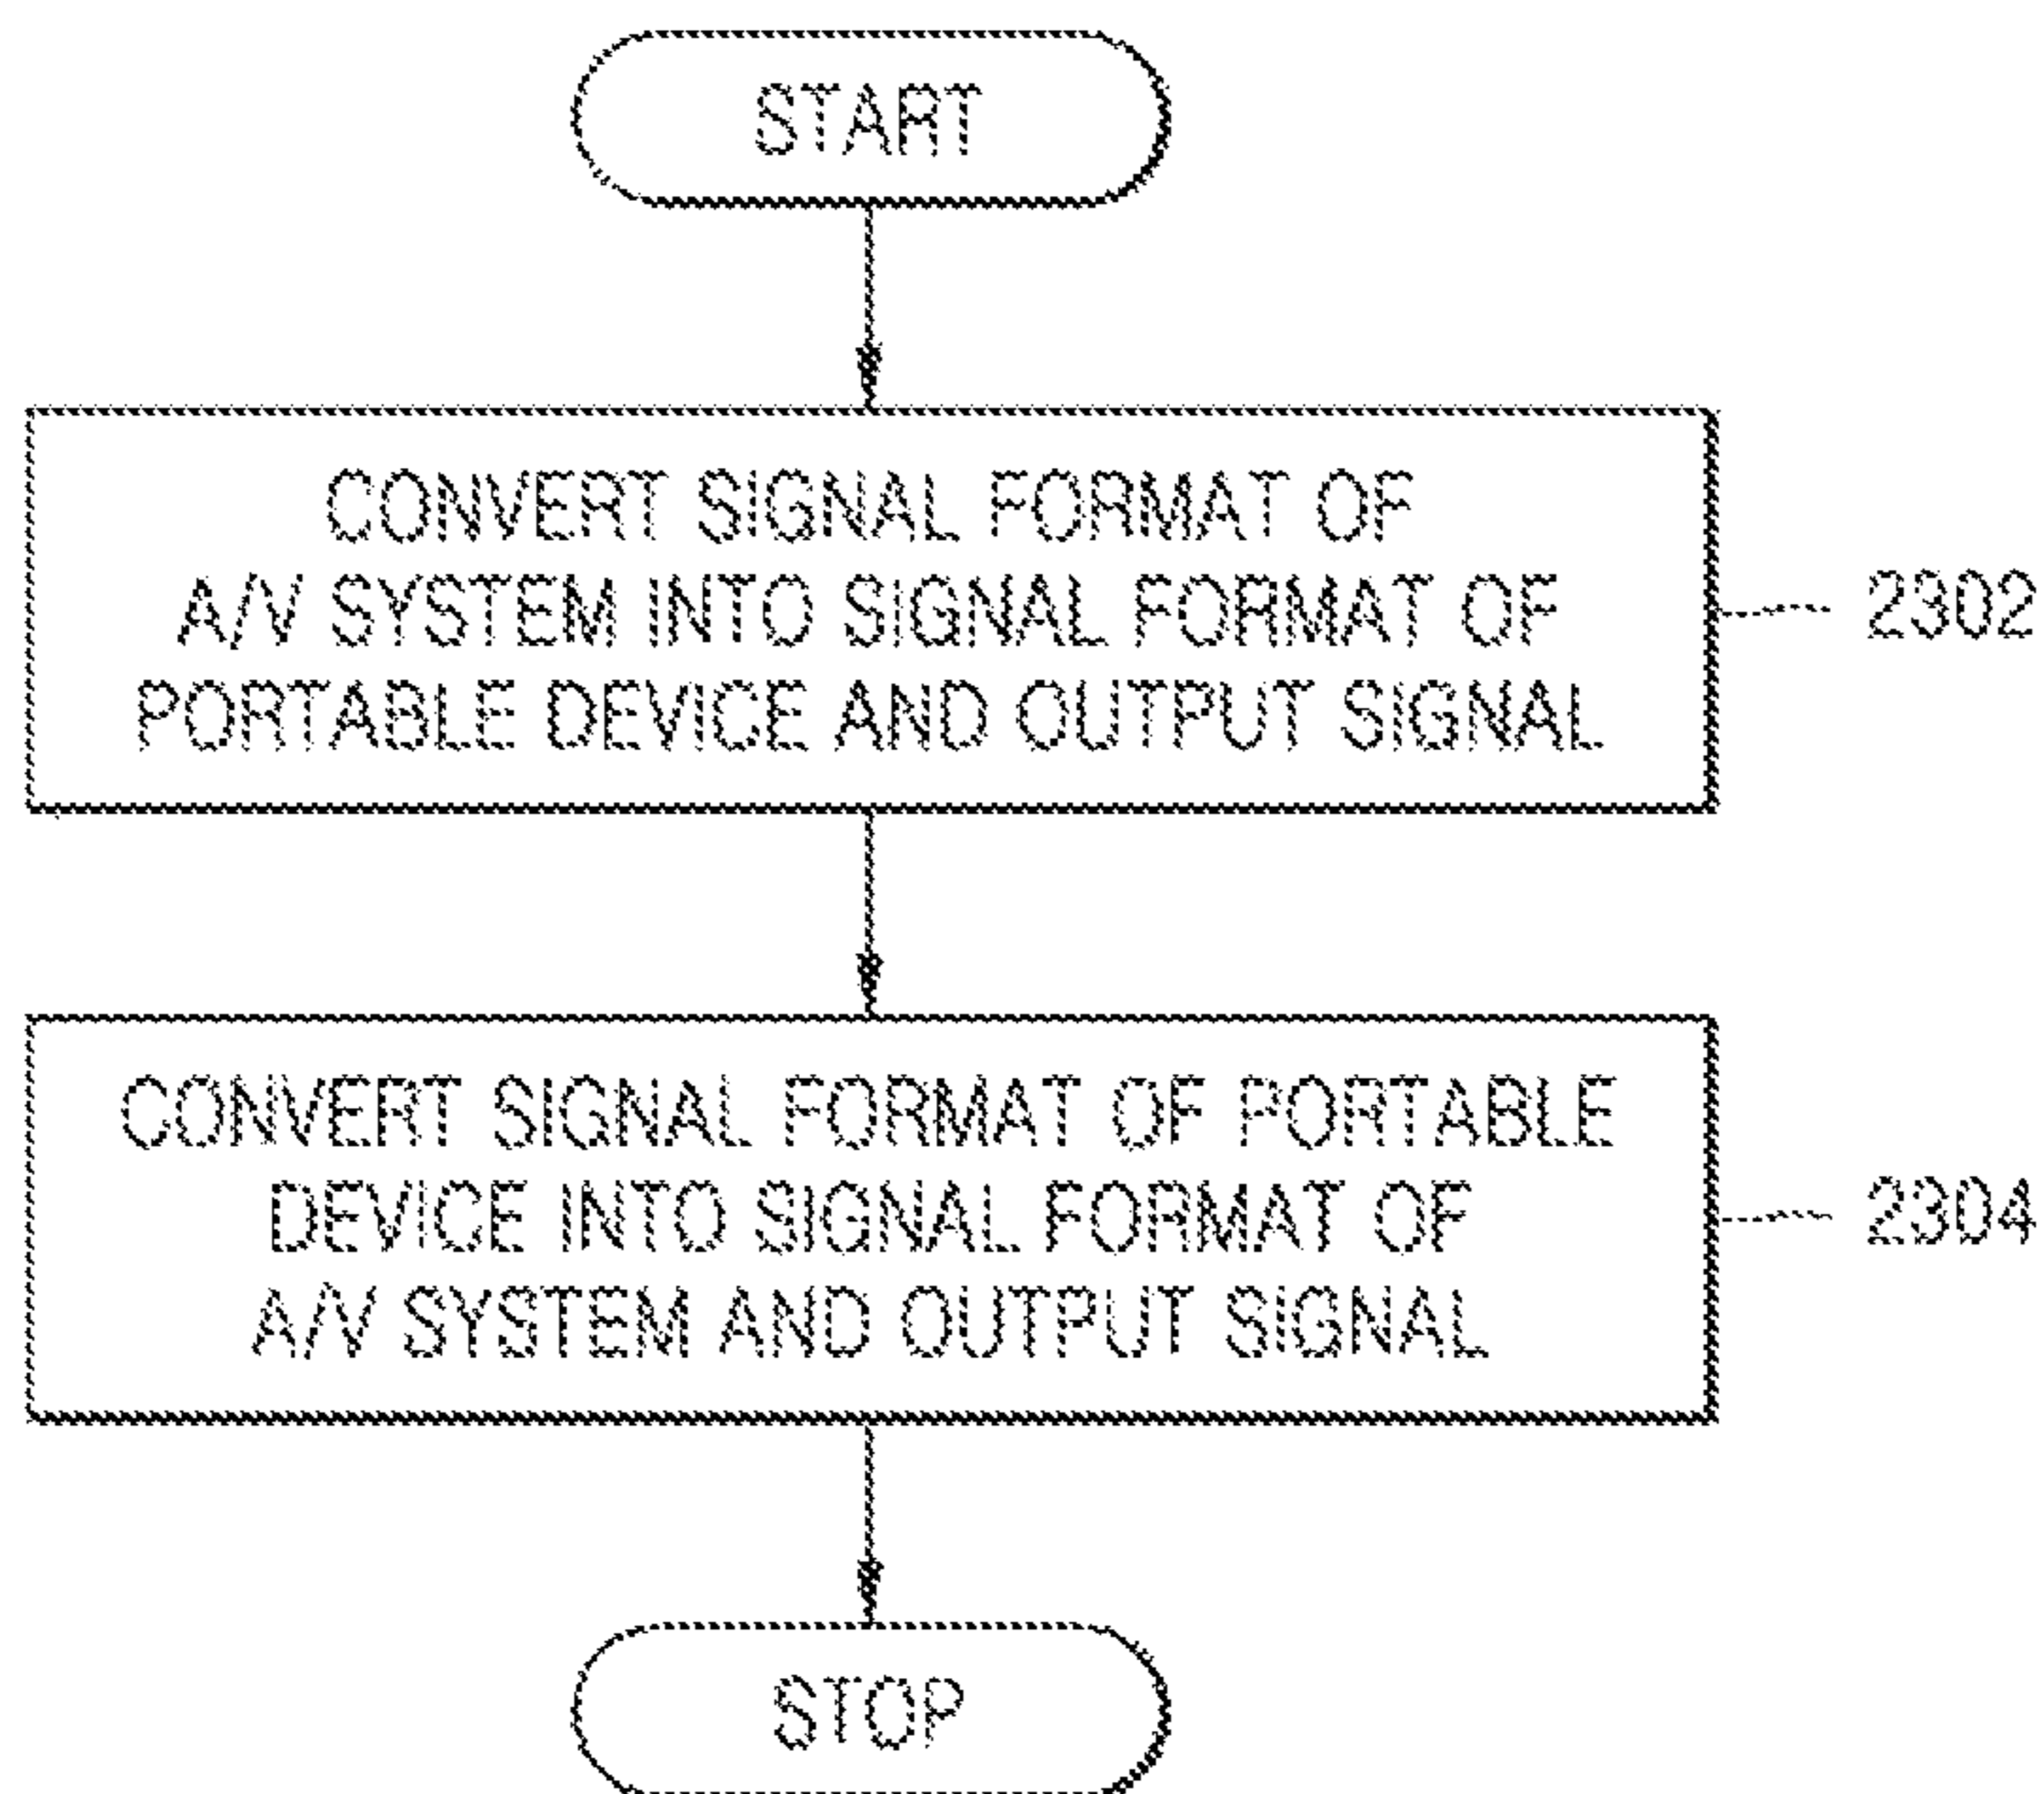 START
CONVERT SIGNAL FORMAT OF
A/V SYSTEM INTO SIGNAL FORMAT OF
PORTABLE DEVICE AND OUTPUT SIGNAL
2302
CONVERT SIGNAL FORMAT OF PORTABLE
DEVICE INTO SIGNAL FORMAT OF
A/V SYSTEM AND OUTPUT SIGNAL
2304
STOP